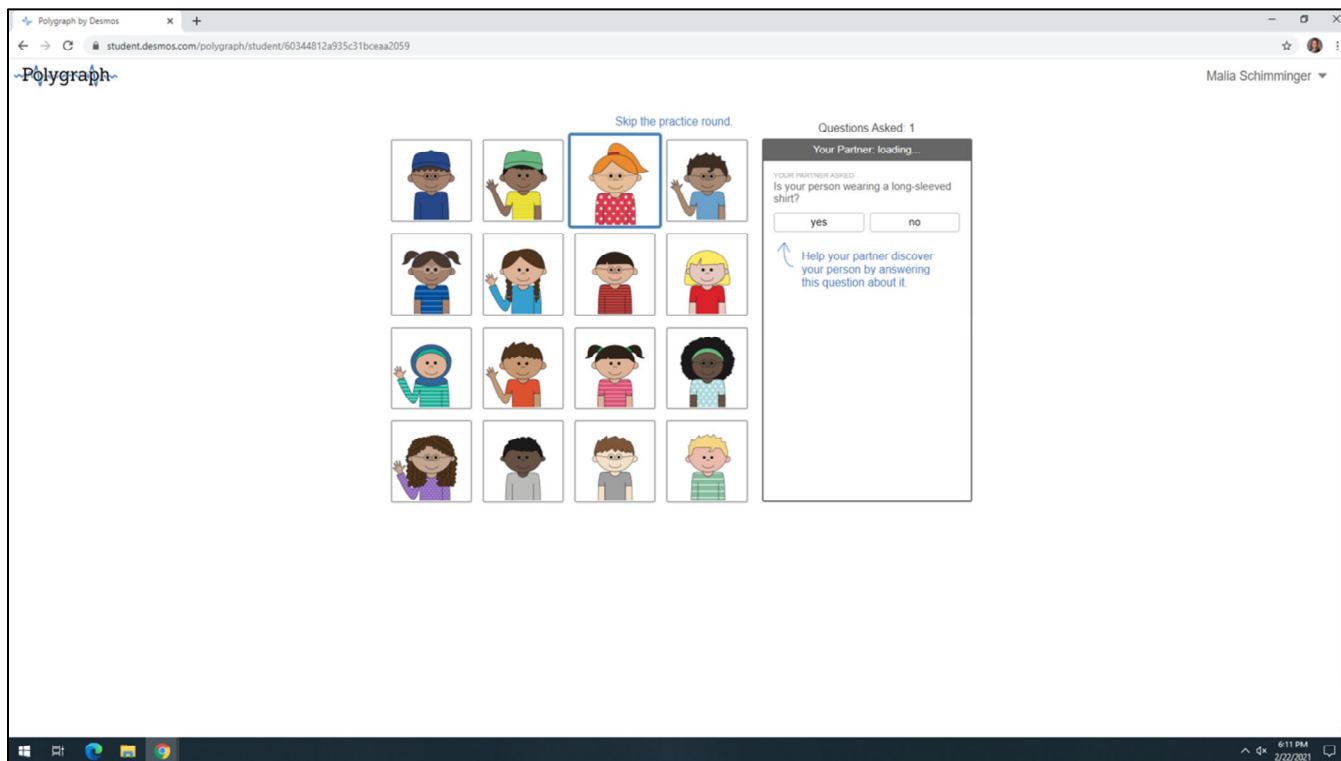 Polygraph by Desmos
student.desmos.com/polygraph/student/60344812a935c31bceaa2059
Polygraph
Malia Schimminger
Skip the practice round.
Questions Asked: 1
Your Partner: loading...
YOUR PARTNER ASKED
Is your person wearing a long-sleeved
shirt?
yes no
Help your partner discover
your person by answering
this question about it.
6:11 PM
2/22/2021